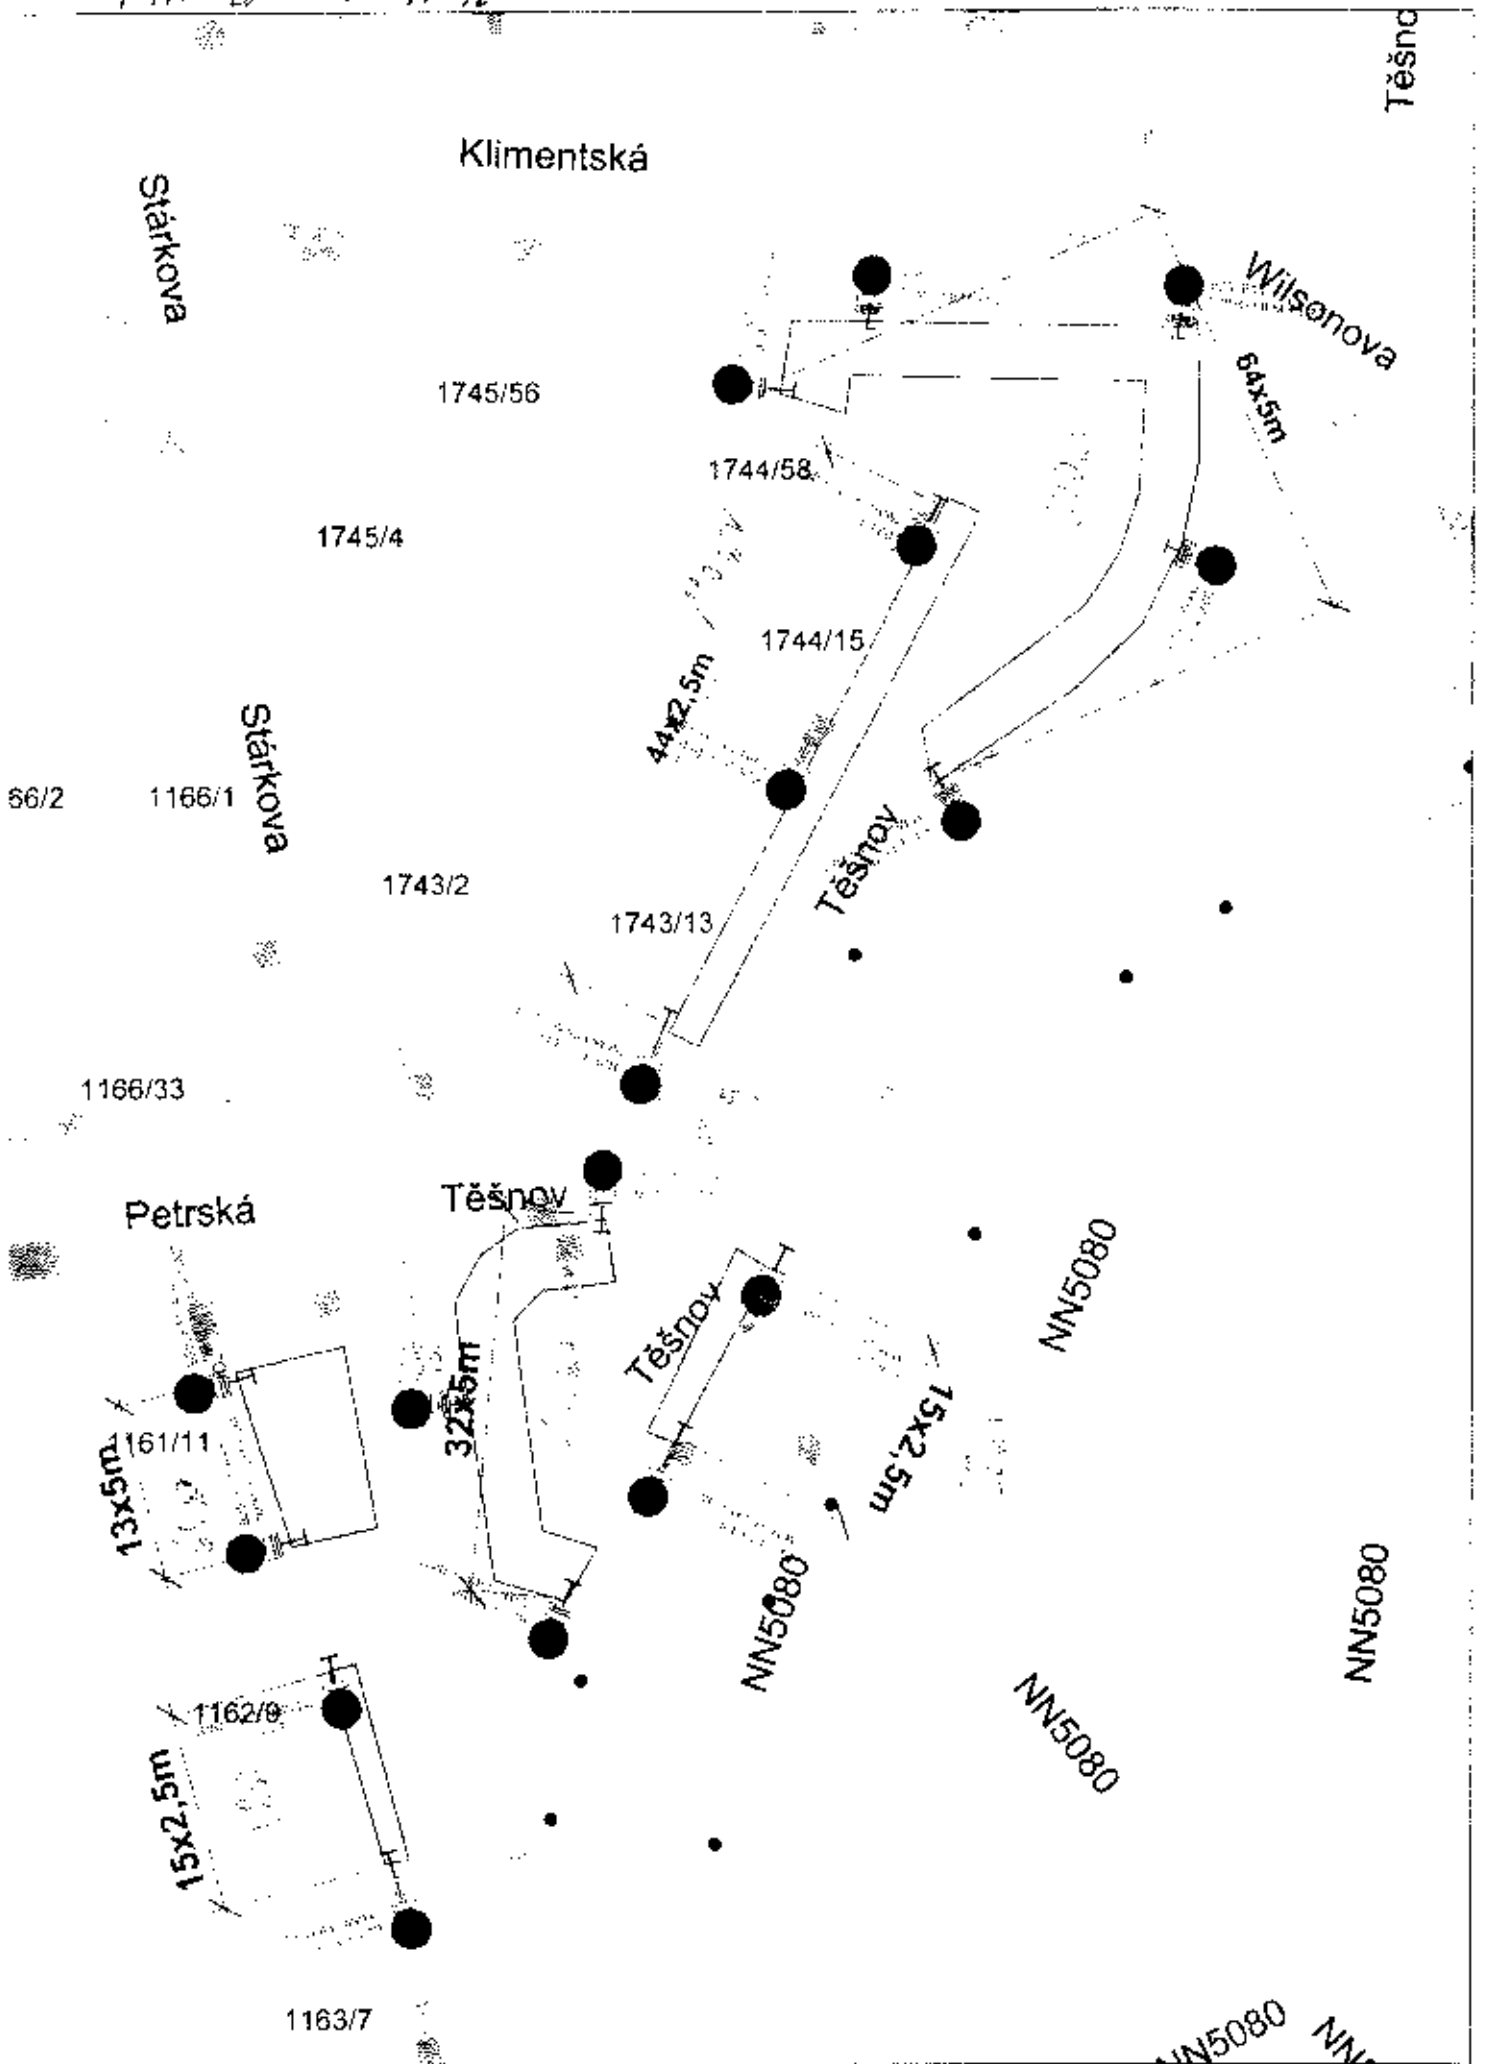 Těšno
Klimentská
Stárkova
Wilsonova
64x5m
1745/56
1744/58
1745/4
1744/15
44x2,5m
Stárkova
66/2
1166/1
Těšnov
1743/2
1743/13
1166/33
Petrská
Těšnov
NN5080
Těšnov
32x5m
15x2,5m
1161/11
13x5m
NN5080
NN5080
1162/9
NN5080
15x2,5m
1163/7
NN5080
NN